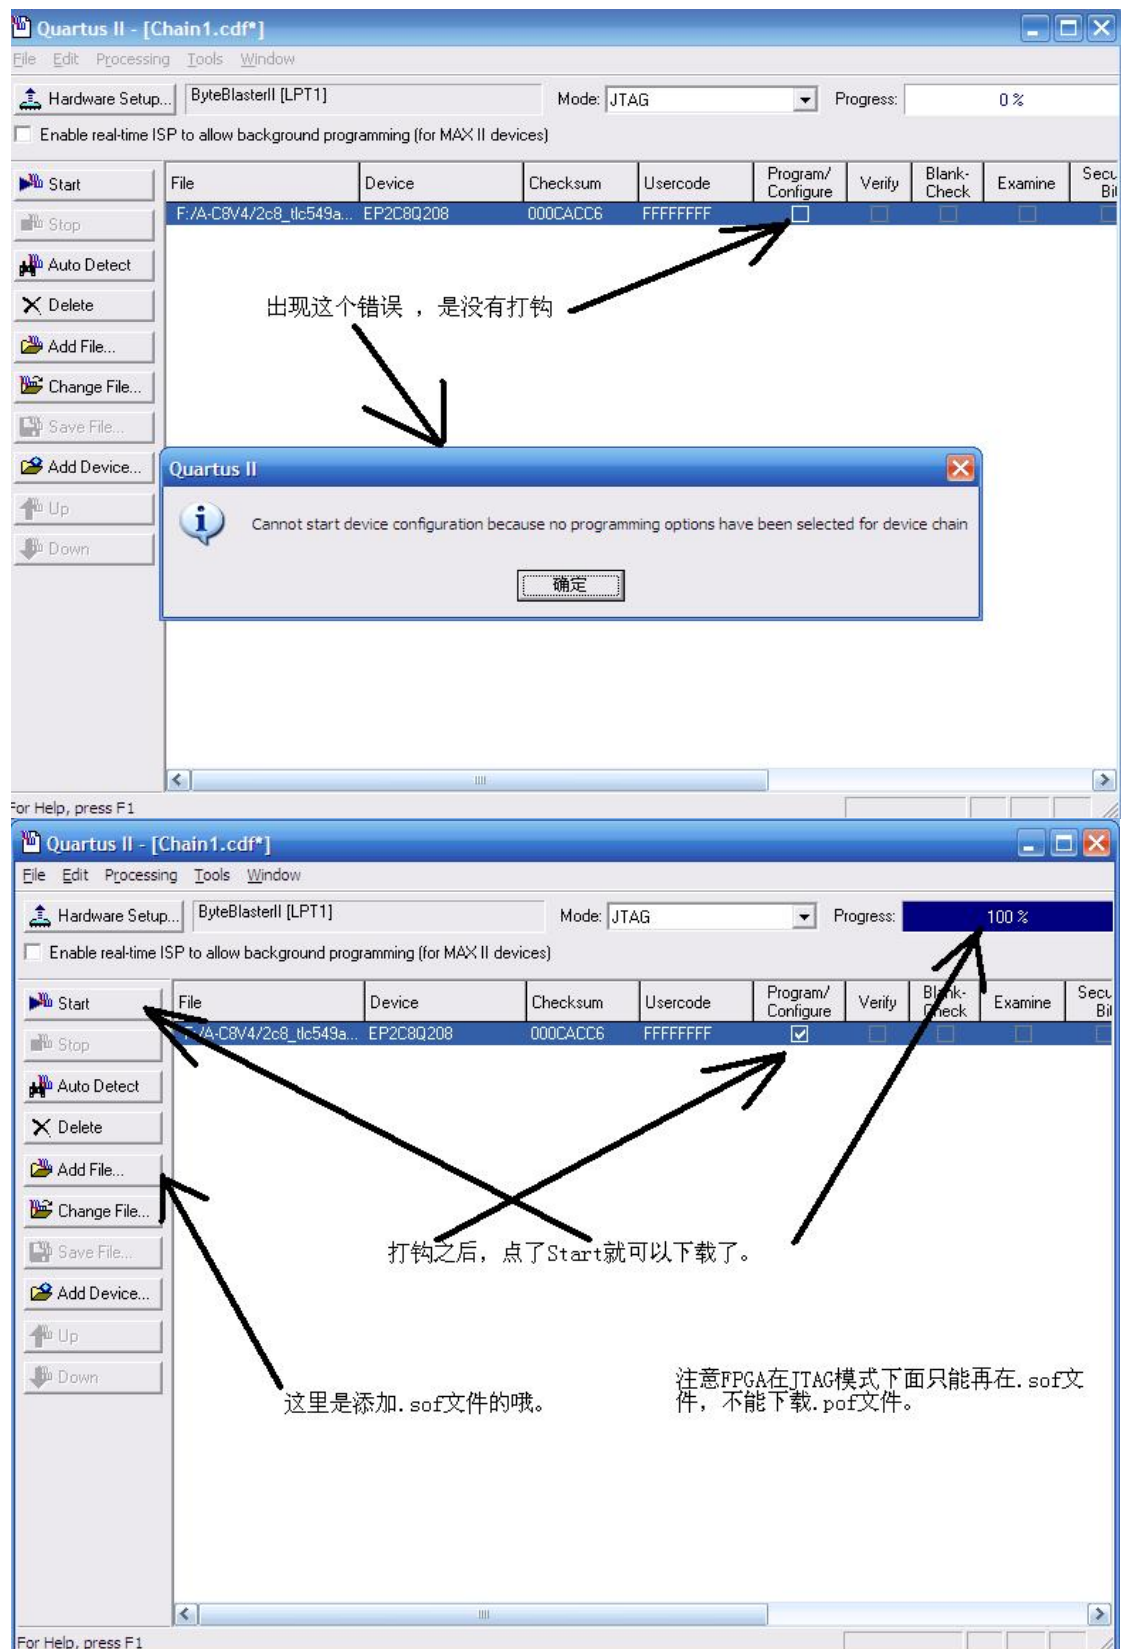 Quartus II - [Chain1.cdf*]
File Edit Processing Tools Window
Hardware Setup... ByteBlasterII [LPT1] Mode: JTAG Progress: 0 %
Enable real-time ISP to allow background programming (for MAX II devices)
Start
Stop
Auto Detect
Delete
Add File...
Change File...
Save File...
Add Device...
Up
Down
File Device Checksum Usercode Program/ Configure Verify Blank- Check Examine Secu Bit
F:/A-C8V4/2c8_tlc549a... EP2C8Q208 000CACC6 FFFFFFFF
出现这个错误 ，是没有打钩
Quartus II
Cannot start device configuration because no programming options have been selected for device chain
确定
For Help, press F1
Quartus II - [Chain1.cdf*]
File Edit Processing Tools Window
Hardware Setup... ByteBlasterII [LPT1] Mode: JTAG Progress: 100 %
Enable real-time ISP to allow background programming (for MAX II devices)
Start
Stop
Auto Detect
Delete
Add File...
Change File...
Save File...
Add Device...
Up
Down
File Device Checksum Usercode Program/ Configure Verify Blank- Check Examine Secu Bit
F:/A-C8V4/2c8_tlc549a... EP2C8Q208 000CACC6 FFFFFFFF
打钩之后，点了Start就可以下载了。
这里是添加.sof文件的哦。
注意FPGA在JTAG模式下面只能再在.sof文
件，不能下载.pof文件。
For Help, press F1